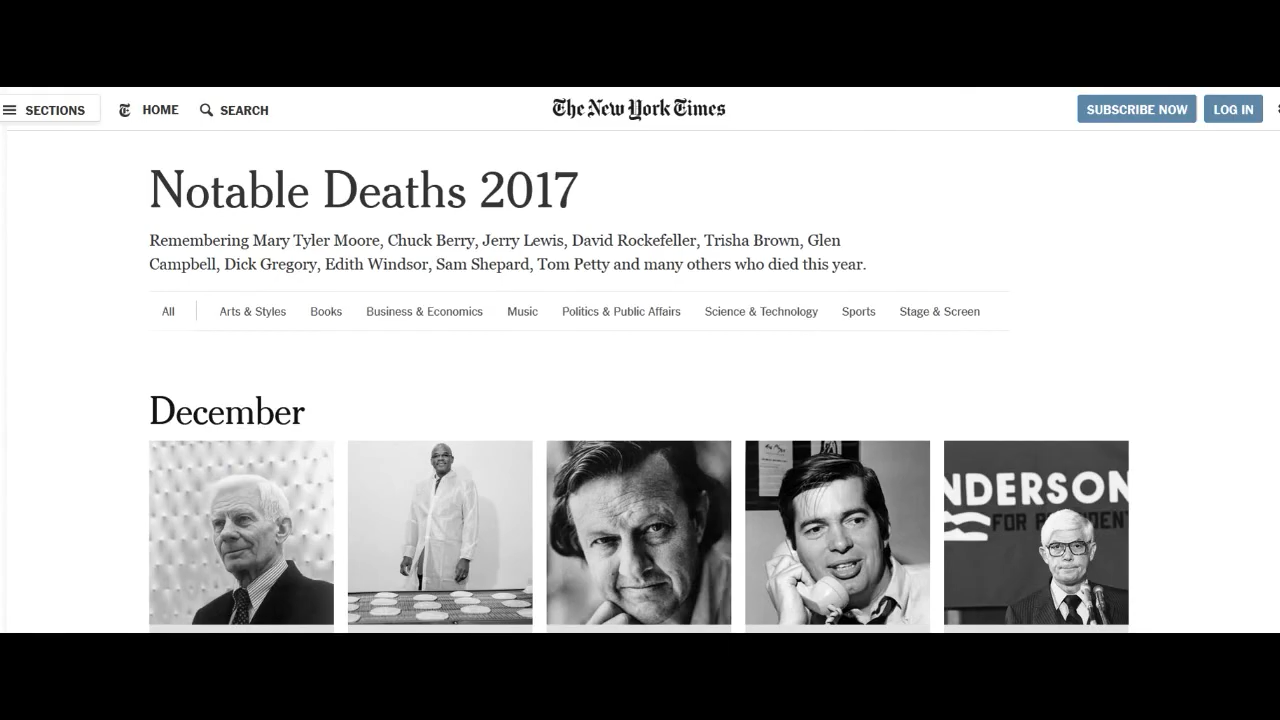 SECTIONS HOME SEARCH The New York Times SUBSCRIBE NOW LOG IN
Notable Deaths 2017
Remembering Mary Tyler Moore, Chuck Berry, Jerry Lewis, David Rockefeller, Trisha Brown, Glen
Campbell, Dick Gregory, Edith Windsor, Sam Shepard, Tom Petty and many others who died this year.
All Arts & Styles Books Business & Economics Music Politics & Public Affairs Science & Technology Sports Stage & Screen
December
NDERSON
FOR